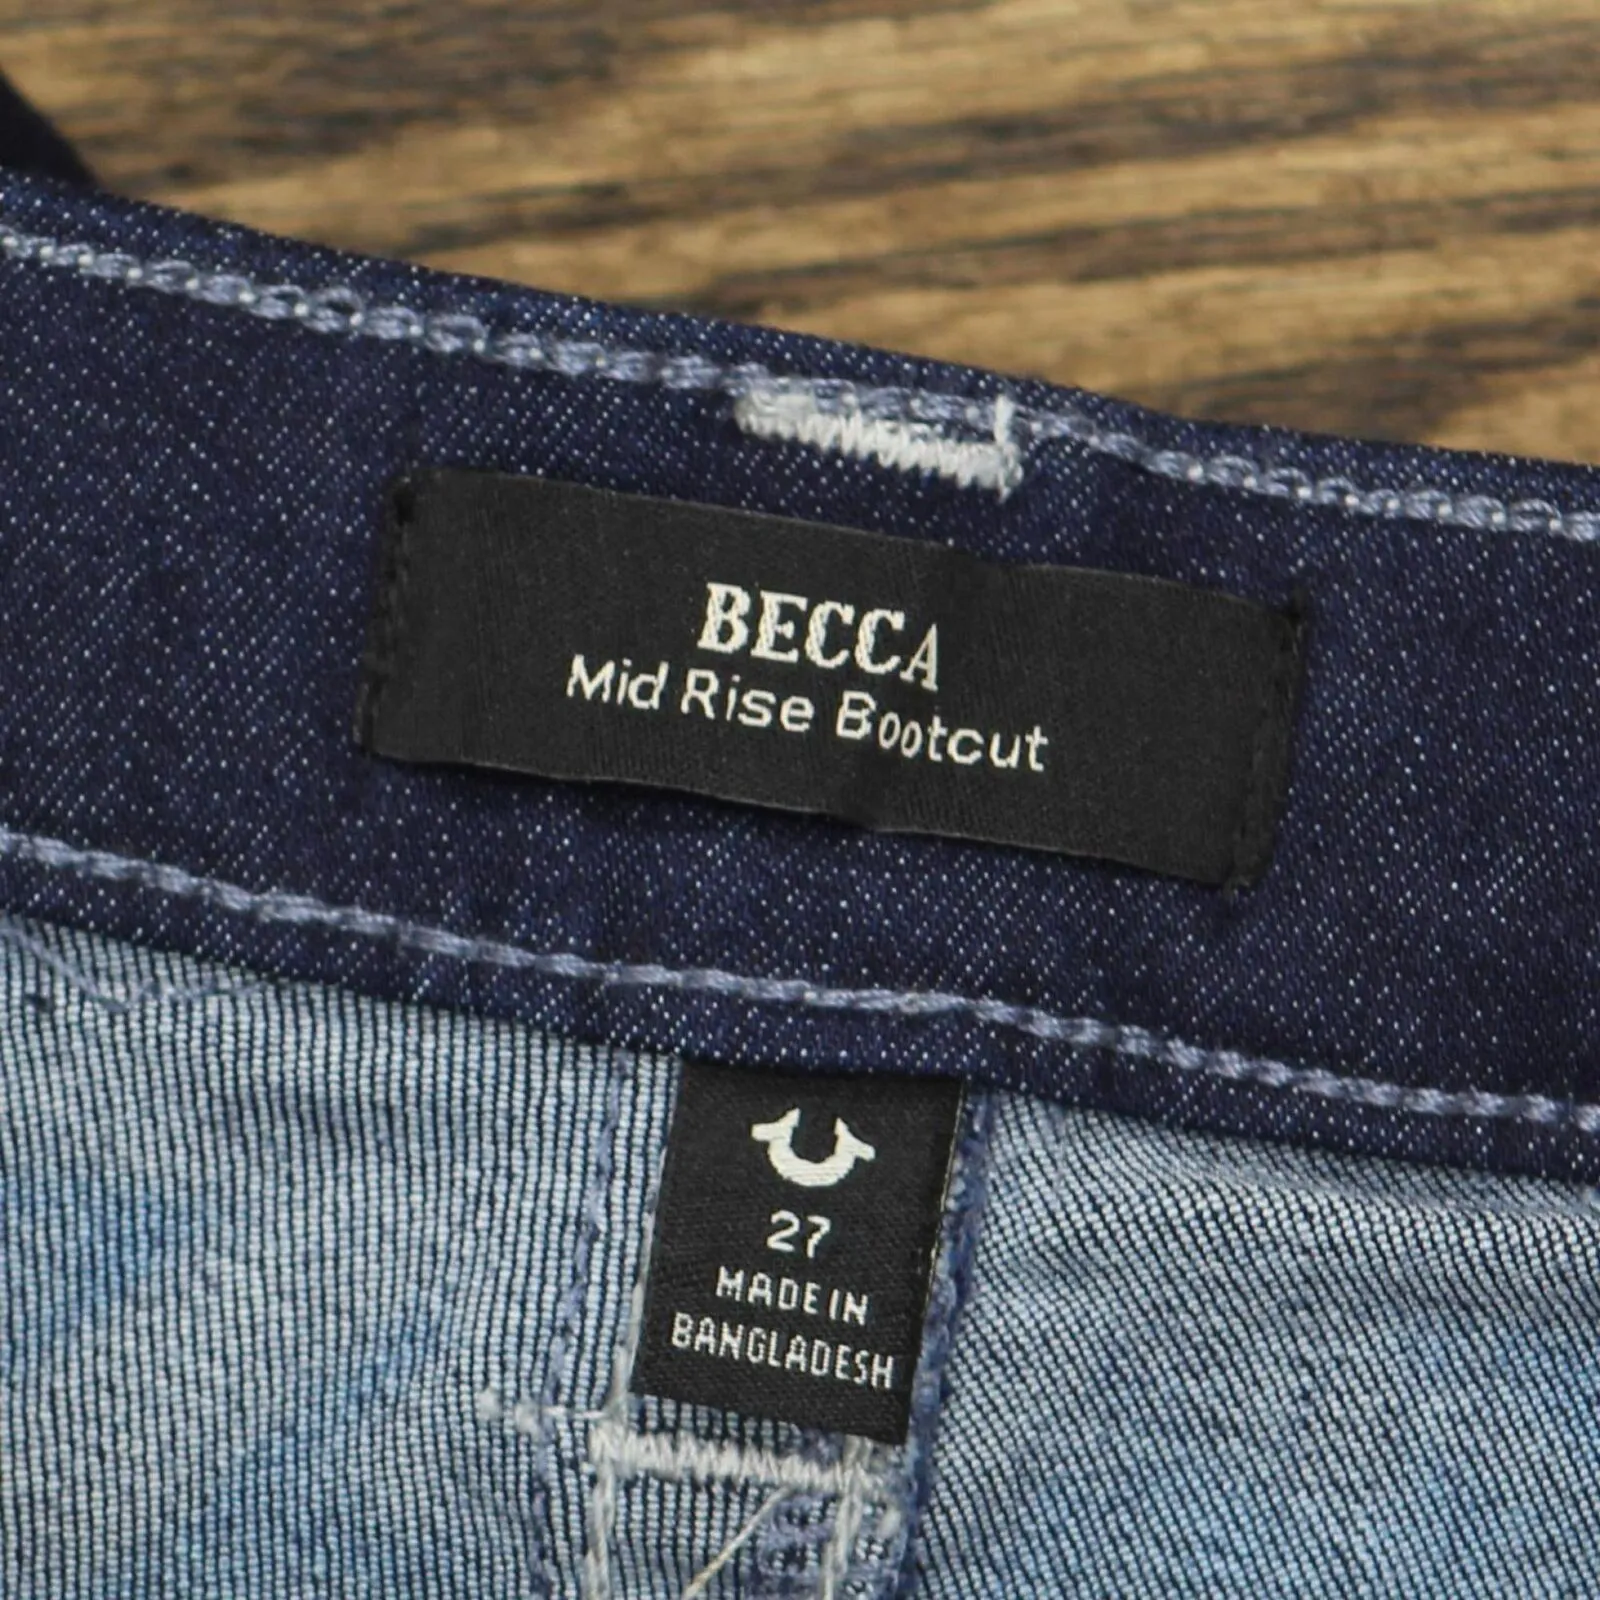 BECCA
Mid Rise Bootcut
27
MADE IN
BANGLADESH